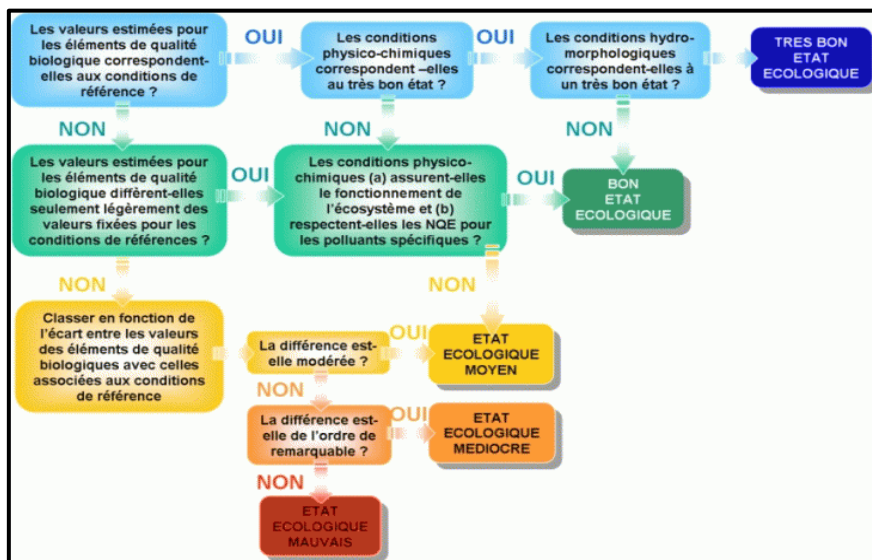 Les valeurs estimées pour
les éléments de qualité
biologique correspondent-
elles aux conditions de
référence ?
OUI
Les conditions
physico-chimiques
correspondent –elles
au très bon état ?
OUI
Les conditions hydro-
morphologiques
correspondent-elles à
un très bon état ?
TRES BON
ETAT
ECOLOGIQUE
NON
NON
NON
Les valeurs estimées pour
les éléments de qualité
biologique diffèrent-elles
seulement légèrement des
valeurs fixées pour les
conditions de références ?
OUI
Les conditions physico-
chimiques (a) assurent-elles
le fonctionnement de
l'écosystème et (b)
respectent-elles les NQE pour
les polluants spécifiques ?
OUI
BON
ETAT
ECOLOGIQUE
NON
NON
Classer en fonction de
l'écart entre les valeurs
des éléments de qualité
biologiques avec celles
associées aux conditions
de référence
La différence est-
elle modérée ?
OUI
ETAT
ECOLOGIQUE
MOYEN
NON
La différence est-
elle de l'ordre de
remarquable ?
OUI
ETAT
ECOLOGIQUE
MEDIOCRE
NON
ETAT
ECOLOGIQUE
MAUVAIS